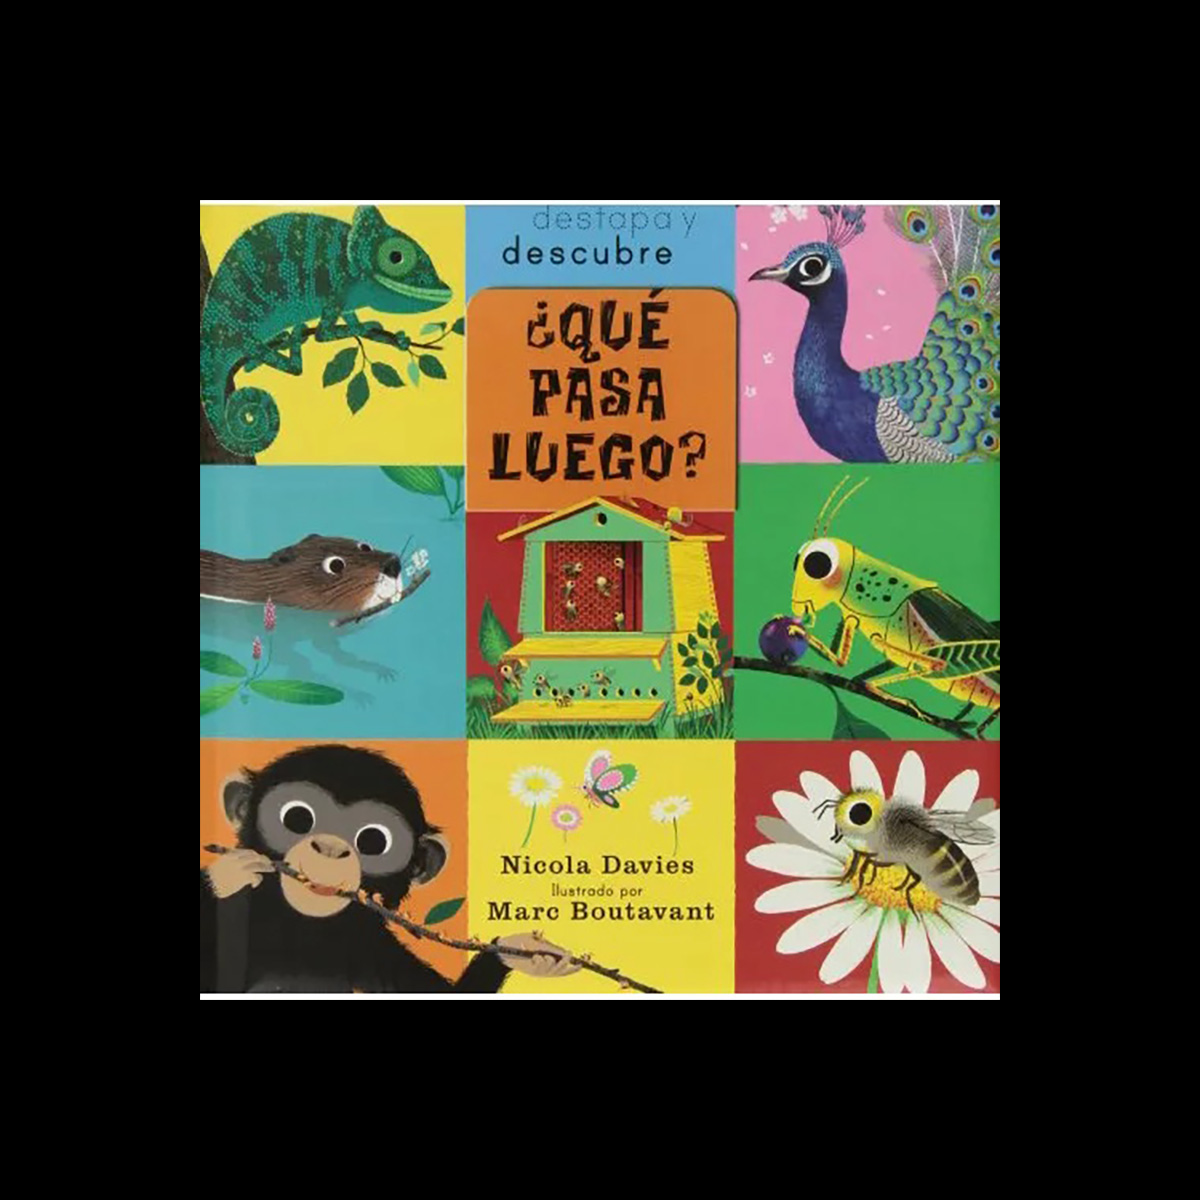 destapa y
descubre
¿QUÉ
PASA
LUEGO?
Nicola Davies
Ilustrado por
Marc Boutavant